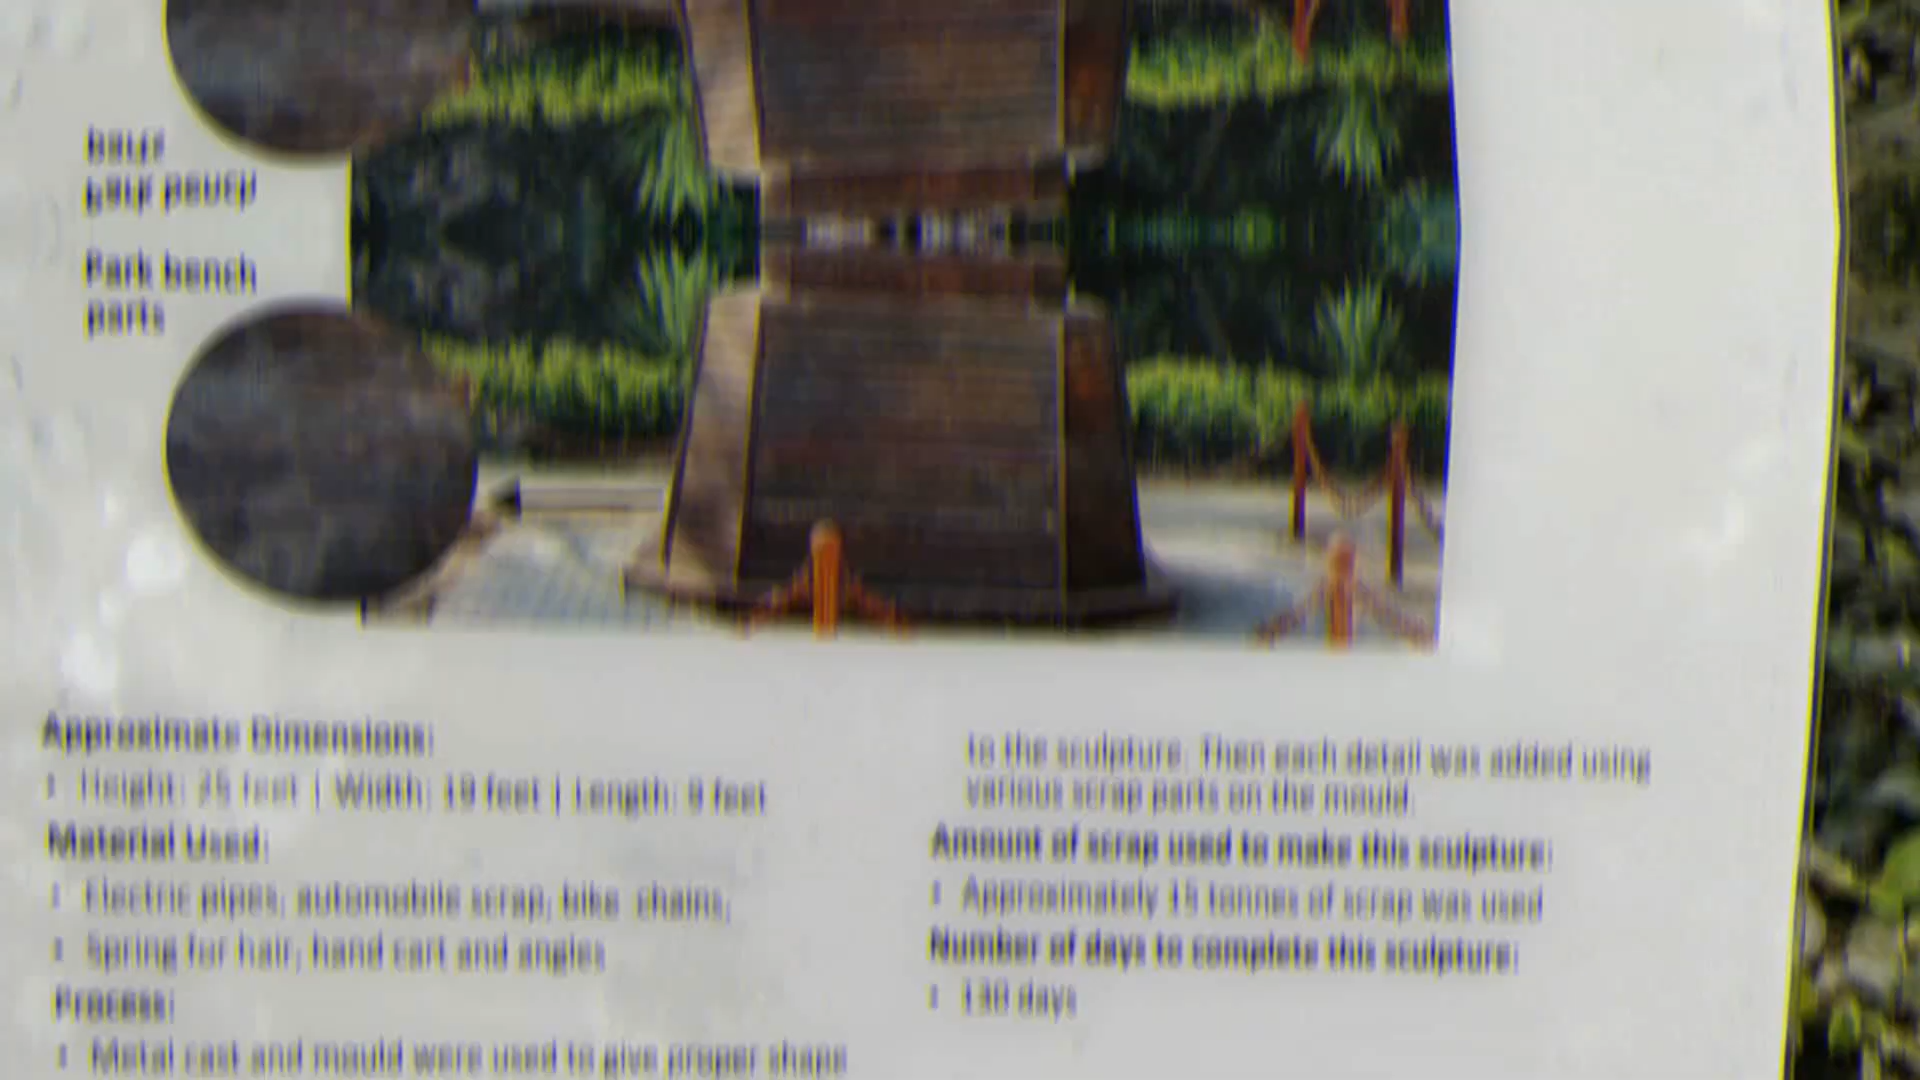 Park bench
parts
Approximate Dimensions:
• Height: 25 feet | Width: 19 feet | Length: 9 feet
Material Used:
• Electric pipes, automobile scrap, bike chains,
• Spring for hair, hand cart and angles
Process:
• Metal cast and mould were used to give proper shape
to the sculpture. Then each detail was added using
various scrap parts on the mould.
Amount of scrap used to make this sculpture:
• Approximately 15 tonnes of scrap was used
Number of days to complete this sculpture:
• 130 days